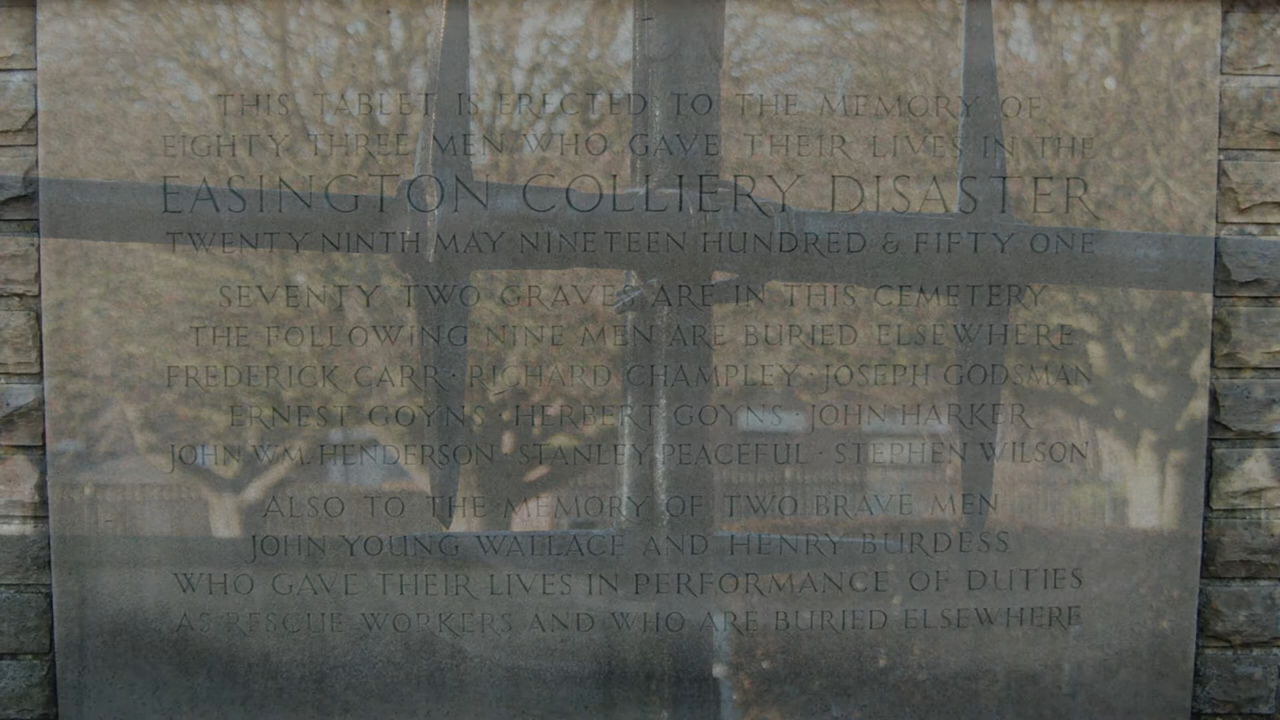 THIS TABLET IS ERECTED TO THE MEMORY OF
EIGHTY THREE MEN WHO GAVE THEIR LIVES IN THE
EASINGTON COLLIERY DISASTER
TWENTY NINTH MAY NINETEEN HUNDRED & FIFTY ONE
SEVENTY TWO GRAVES ARE IN THIS CEMETERY
THE FOLLOWING NINE MEN ARE BURIED ELSEWHERE
FREDERICK CARR · RICHARD CHAMPLEY · JOSEPH GODSMAN
ERNEST GOYNS · HERBERT GOYNS · JOHN HARKER
JOHN WM. HENDERSON · STANLEY PEACEFUL · STEPHEN WILSON
ALSO TO THE MEMORY OF TWO BRAVE MEN
JOHN YOUNG WALLACE AND HENRY BURDESS
WHO GAVE THEIR LIVES IN PERFORMANCE OF DUTIES
AS RESCUE WORKERS AND WHO ARE BURIED ELSEWHERE